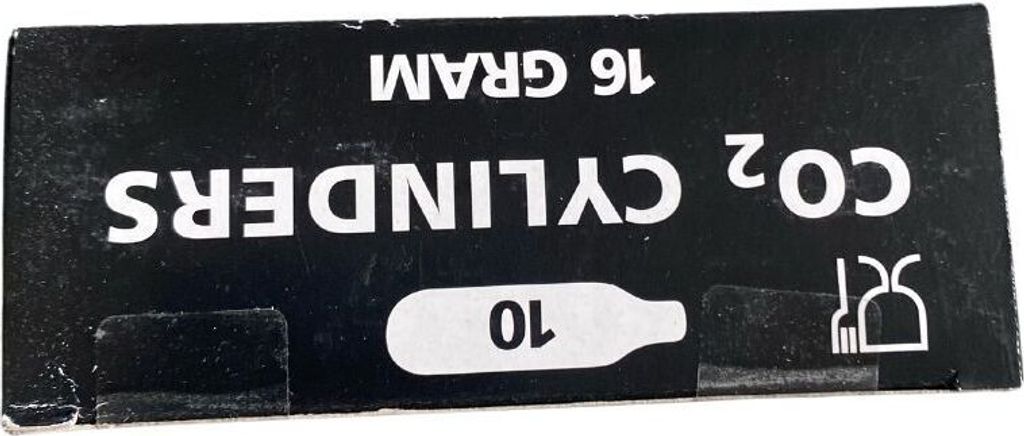 10
CO₂ CYLINDERS
16 GRAM